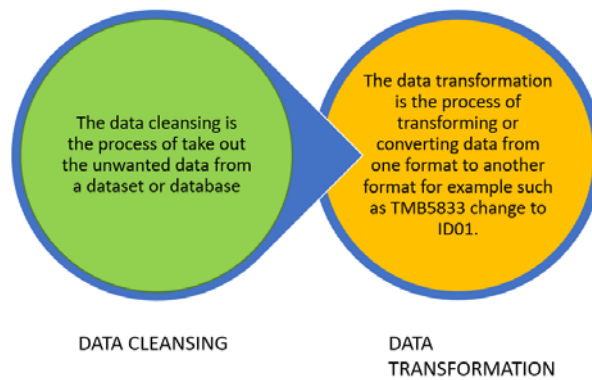 The data cleansing is
the process of take out
the unwanted data from
a dataset or database
The data transformation
is the process of
transforming or
converting data from
one format to another
format for example such
as TMB5833 change to
ID01.
DATA CLEANSING
DATA
TRANSFORMATION